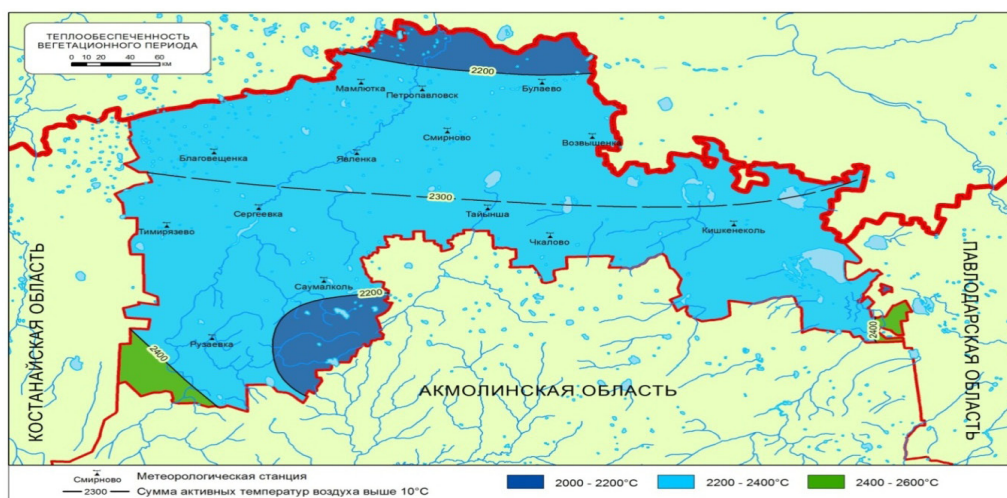 ТЕПЛООБЕСПЕЧЕННОСТЬ
ВЕГЕТАЦИОННОГО ПЕРИОДА
0 10 20 40 60
KM
2200
Мамлютка
Петропавловск
Булаево
Смирново
Возвышенка
Благовещенка
Явленка
2300
Сергеевка
Тайынша
Тимирязево
Чкалово
Кишкенеколь
Саумалколь
2200
2400
Рузаевка
2400
КОСТАНАЙСКАЯ ОБЛАСТЬ
АКМОЛИНСКАЯ ОБЛАСТЬ
ПАВЛОДАРСКАЯ ОБЛАСТЬ
Смирново Метеорологическая станция
2300 Сумма активных температур воздуха выше 10°С
2000 - 2200°C
2200 - 2400°C
2400 - 2600°C